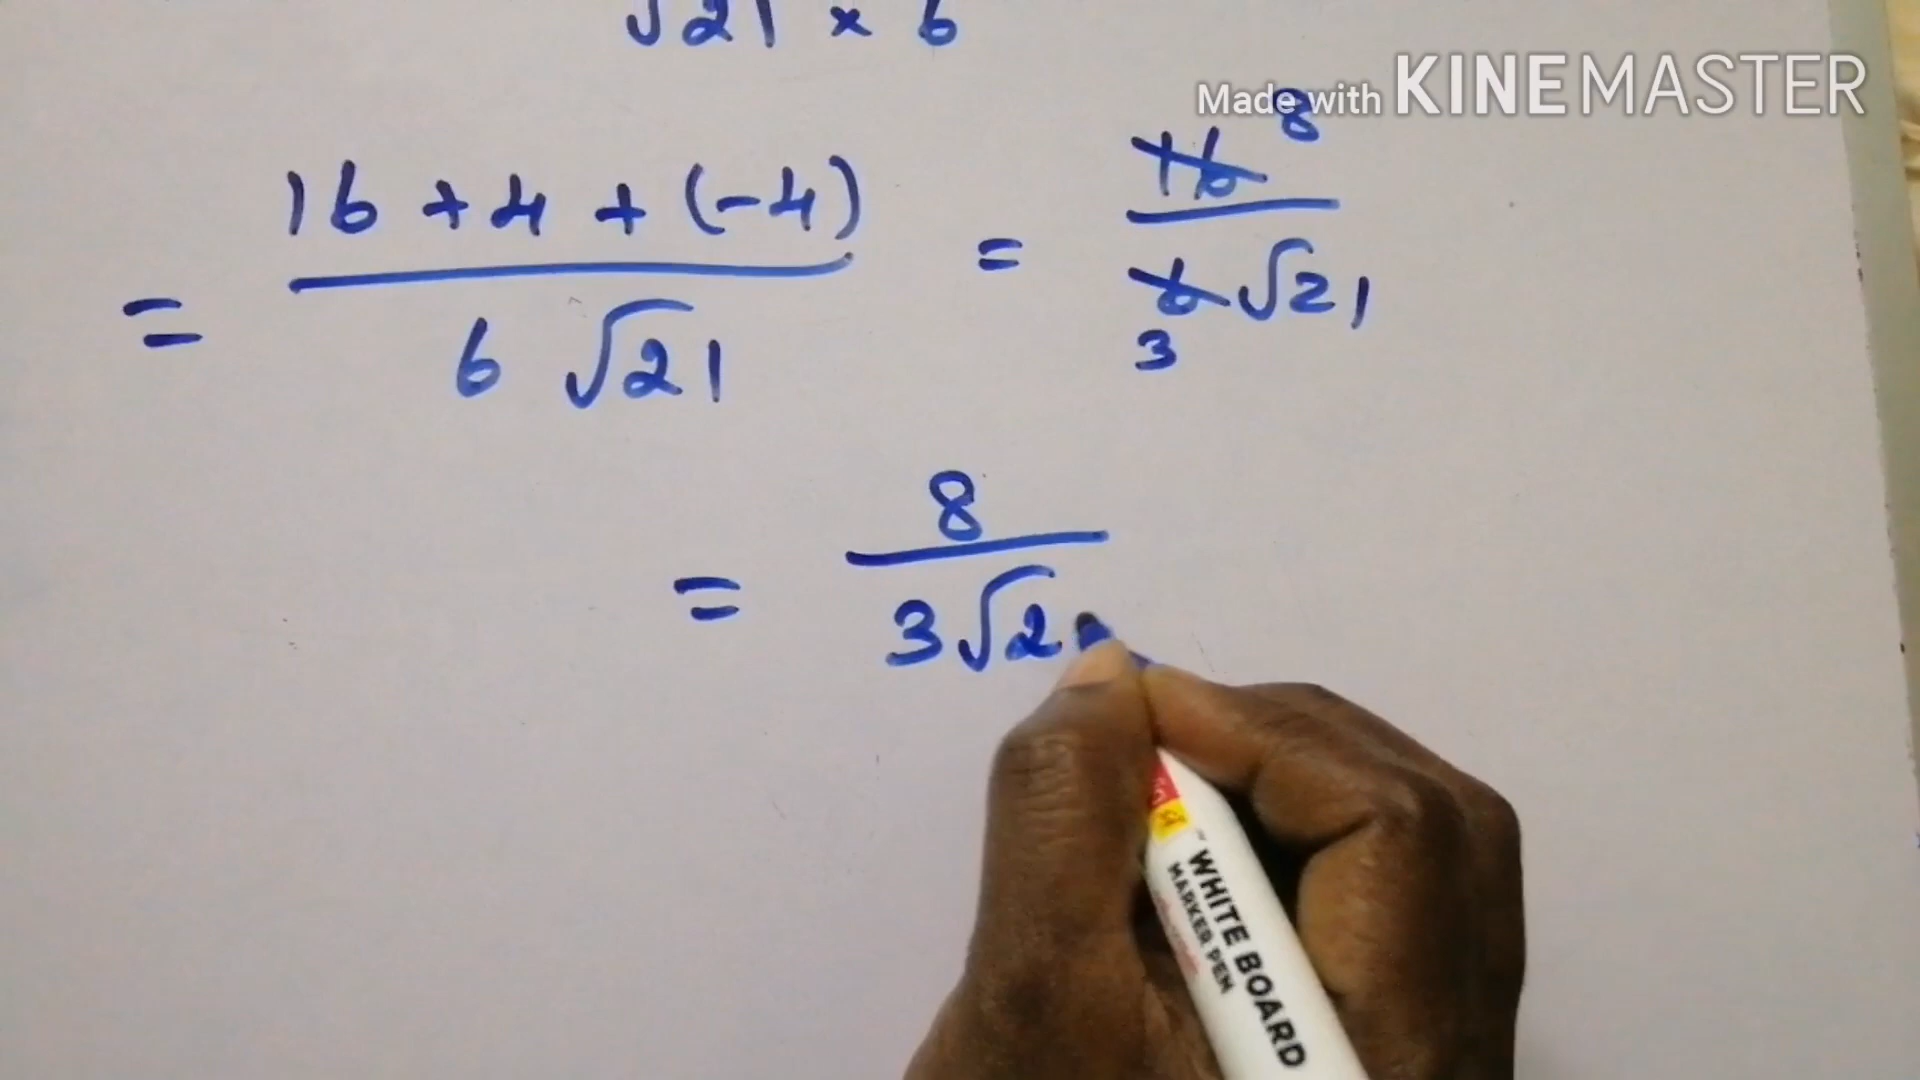 √21 × 6
Made with KINEMASTER
= 16 + 4 + (-4) / 6 √21 = 16 8 / 6 √21 3
= 8 / 3 √2
WHITE BOARD
MARKER PEN